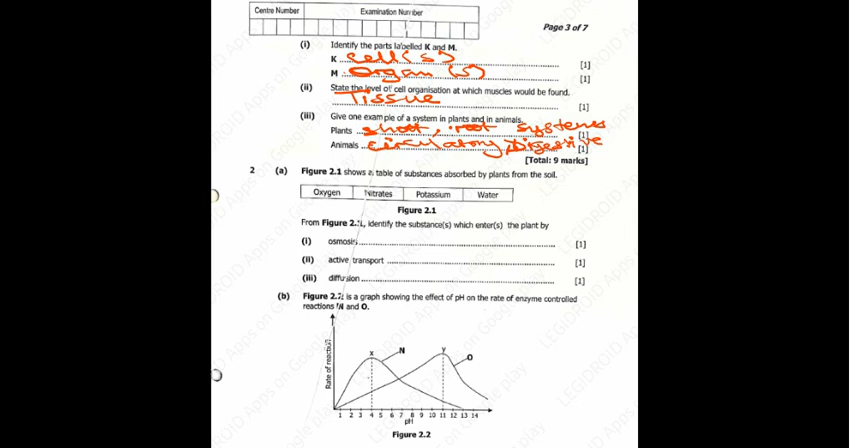 Centre Number Examination Number
Page 3 of 7
(i) Identify the parts labelled K and M.
K cell(s) [1]
M organ(s) [1]
(ii) State the level of cell organisation at which muscles would be found.
Tissue [1]
(iii) Give one example of a system in plants and in animals.
Plants shoot, root systems [1]
Animals circulatory, Digestive [1]
[Total: 9 marks]
2 (a) Figure 2.1 shows a table of substances absorbed by plants from the soil.
Oxygen Nitrates Potassium Water
Figure 2.1
From Figure 2.1, identify the substance(s) which enter(s) the plant by
(i) osmosis [1]
(ii) active transport [1]
(iii) diffusion [1]
(b) Figure 2.2 is a graph showing the effect of pH on the rate of enzyme controlled
reactions N and O.
X N Y O
Rate of reaction
1 2 3 4 5 6 7 8 9 10 11 12 13 14
pH
Figure 2.2
LEGIDROID Apps on Google play